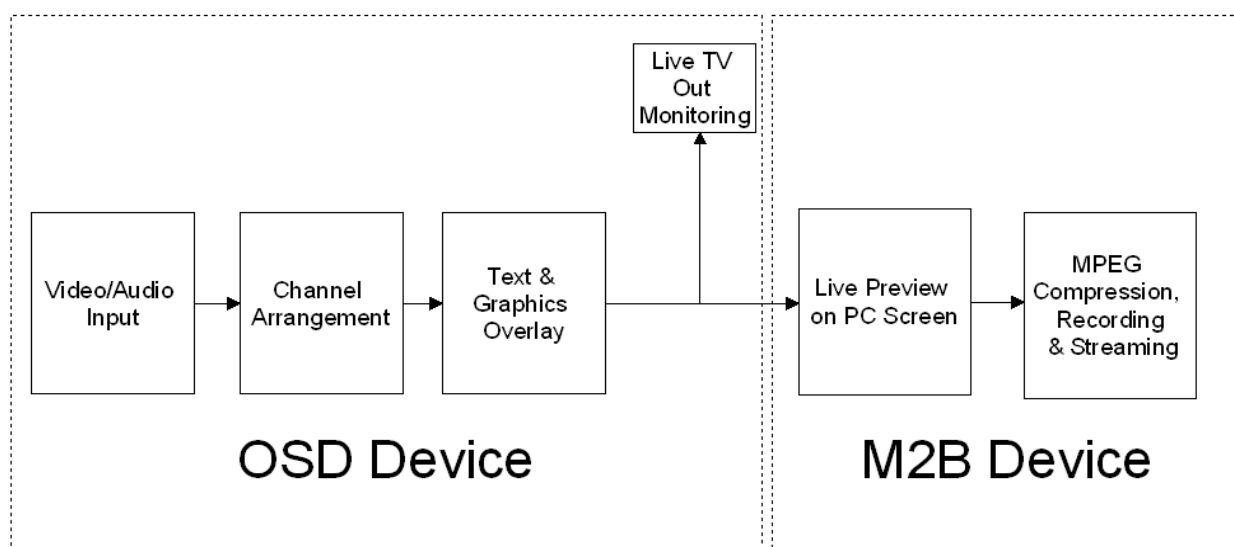 Live TV
Out
Monitoring
Video/Audio
Input
Channel
Arrangement
Text &
Graphics
Overlay
Live Preview
on PC Screen
MPEG
Compression,
Recording
& Streaming
OSD Device
M2B Device